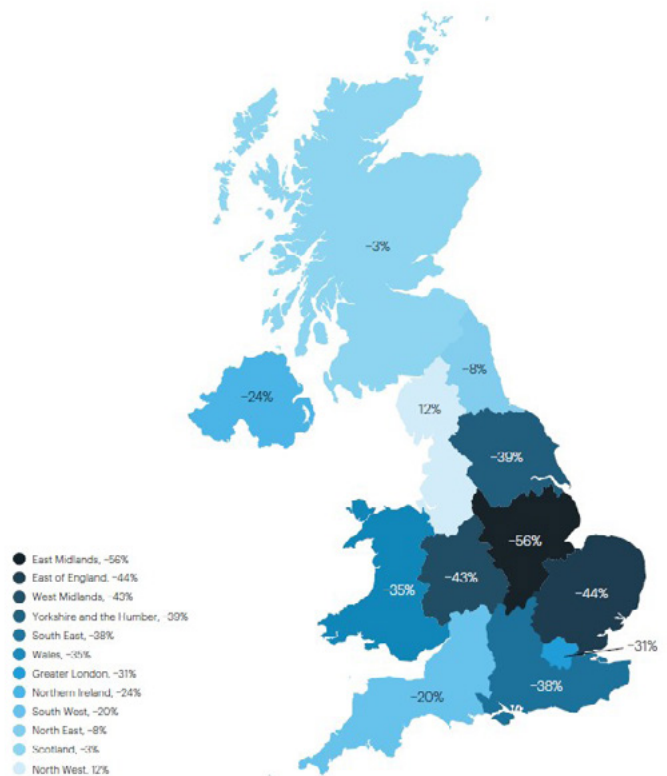 -3%
-8%
-24%
12%
-39%
-56%
-35%
-43%
-44%
-31%
-38%
-20%
East Midlands, -56%
East of England. -44%
West Midlands, -43%
Yorkshire and the Humber, -39%
South East, -38%
Wales, -35%
Greater London. -31%
Northern Ireland, -24%
South West, -20%
North East, -8%
Scotland, -3%
North West. 12%